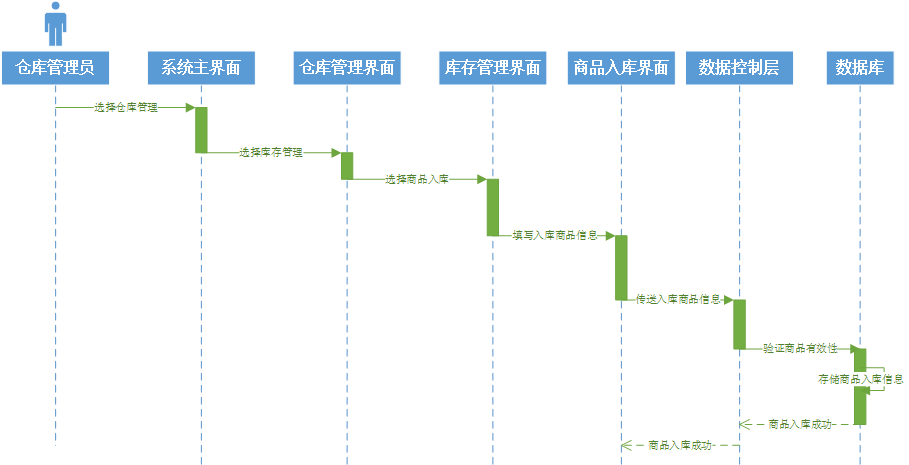 仓库管理员
系统主界面
仓库管理界面
库存管理界面
商品入库界面
数据控制层
数据库
选择仓库管理
选择库存管理
选择商品入库
填写入库商品信息
传送入库商品信息
验证商品有效性
存储商品入库信息
商品入库成功
商品入库成功